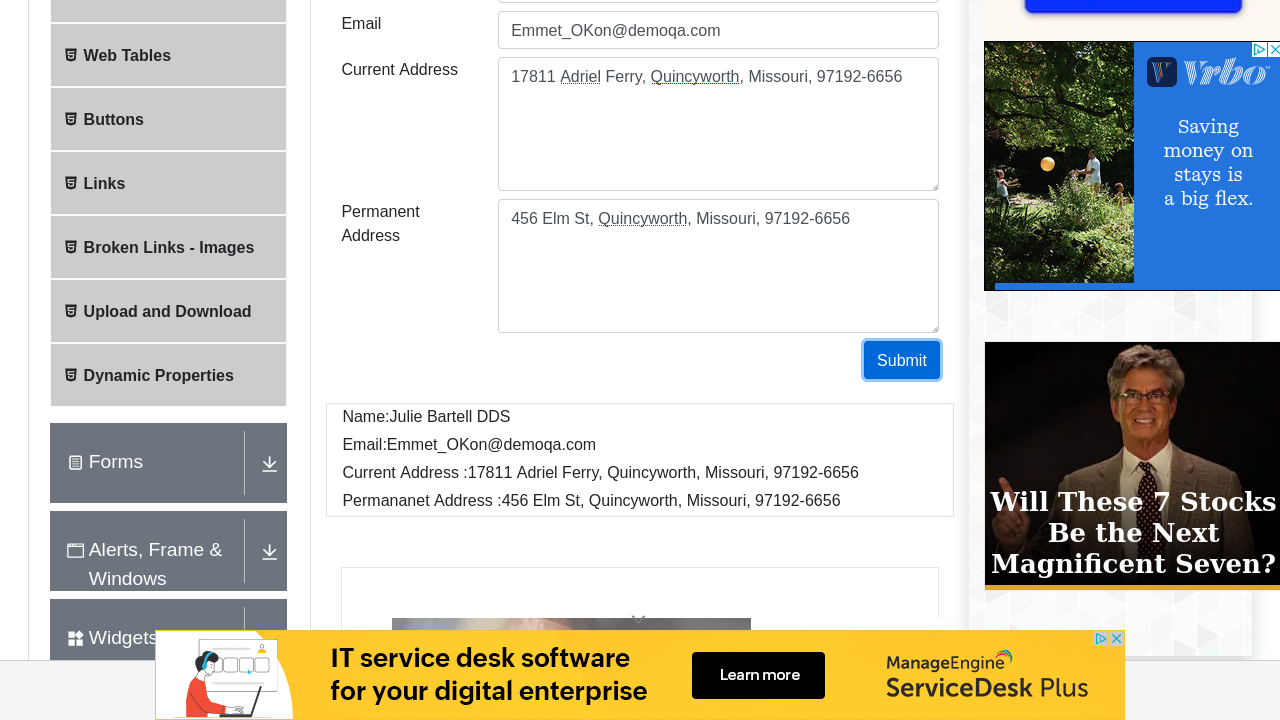 Email
Emmet_OKon@demoqa.com
Web Tables
Current Address
17811 Adriel Ferry, Quincyworth, Missouri, 97192-6656
Buttons
Links
Permanent
Address
456 Elm St, Quincyworth, Missouri, 97192-6656
Broken Links - Images
Upload and Download
Submit
Dynamic Properties
Name:Julie Bartell DDS
Email:Emmet_OKon@demoqa.com
Current Address :17811 Adriel Ferry, Quincyworth, Missouri, 97192-6656
Permananet Address :456 Elm St, Quincyworth, Missouri, 97192-6656
Forms
Alerts, Frame &
Windows
Widgets
Vrbo
Saving
money on
stays is
a big flex.
Will These 7 Stocks
Be the Next
Magnificent Seven?
IT service desk software
for your digital enterprise
Learn more
ManageEngine
ServiceDesk Plus